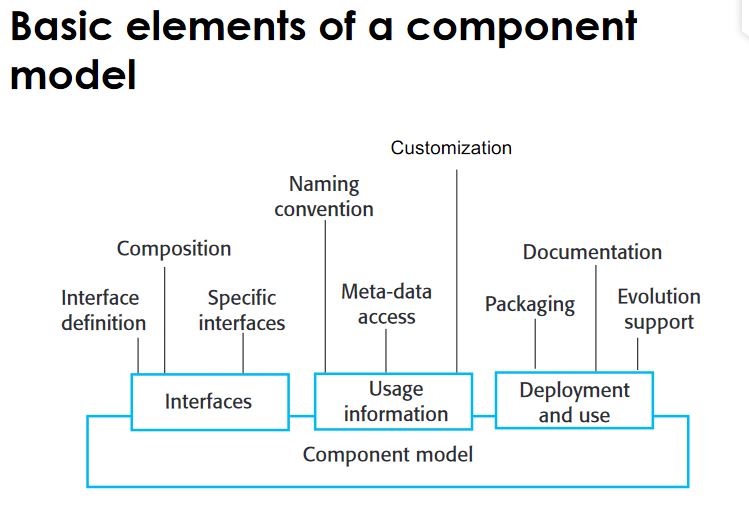 Basic elements of a component
model
Customization
Naming
convention
Composition
Documentation
Interface
definition
Specific
interfaces
Meta-data
access
Packaging
Evolution
support
Interfaces
Usage
information
Deployment
and use
Component model